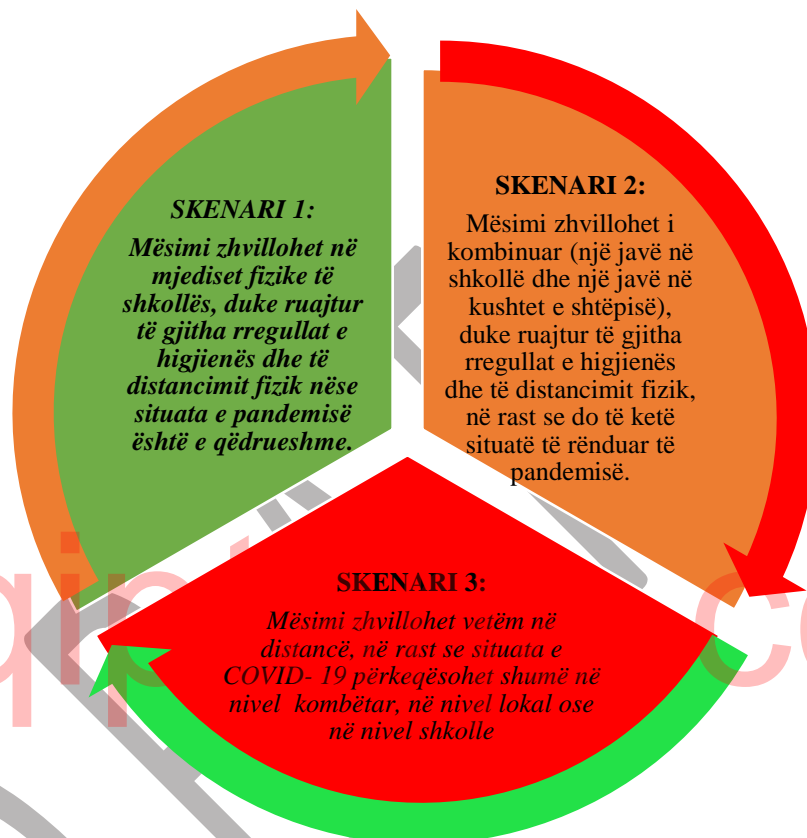 SKENARI 1:
Mësimi zhvillohet në
mjediset fizike të
shkollës, duke ruajtur
të gjitha rregullat e
higjienës dhe të
distancimit fizik nëse
situata e pandemisë
është e qëdrueshme.
SKENARI 2:
Mësimi zhvillohet i
kombinuar (një javë në
shkollë dhe një javë në
kushtet e shtëpisë),
duke ruajtur të gjitha
rregullat e higjienës
dhe të distancimit fizik,
në rast se do të ketë
situatë të rënduar të
pandemisë.
SKENARI 3:
Mësimi zhvillohet vetëm në
distancë, në rast se situata e
COVID- 19 përkeqësohet shumë në
nivel kombëtar, në nivel lokal ose
në nivel shkolle